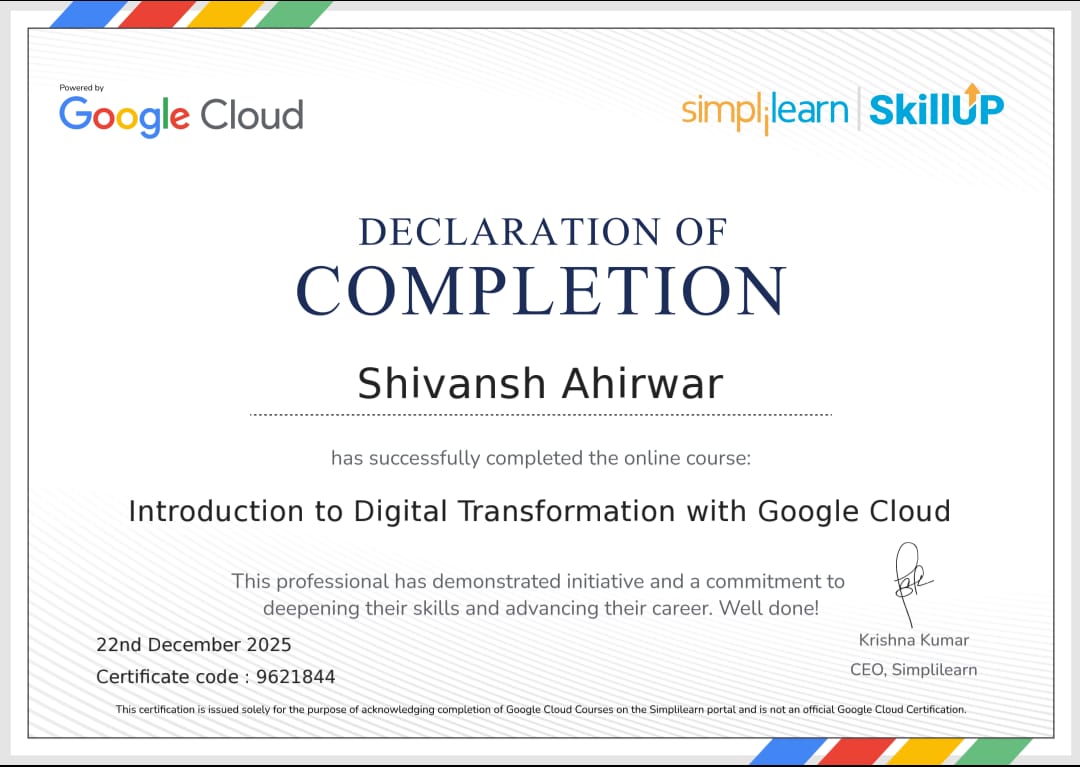 Powered by
Google Cloud
simplilearn | SkillUP
DECLARATION OF
COMPLETION
Shivansh Ahirwar
has successfully completed the online course:
Introduction to Digital Transformation with Google Cloud
This professional has demonstrated initiative and a commitment to
deepening their skills and advancing their career. Well done!
22nd December 2025
Certificate code : 9621844
Krishna Kumar
CEO, Simplilearn
This certification is issued solely for the purpose of acknowledging completion of Google Cloud Courses on the Simplilearn portal and is not an official Google Cloud Certification.